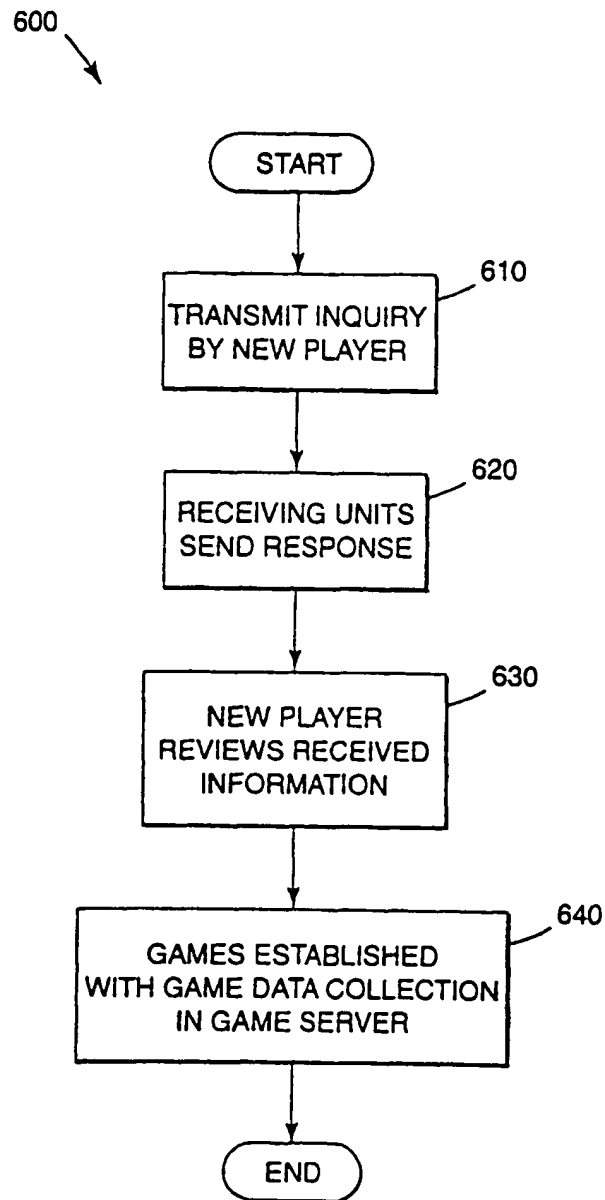 600
START
610
TRANSMIT INQUIRY
BY NEW PLAYER
620
RECEIVING UNITS
SEND RESPONSE
630
NEW PLAYER
REVIEWS RECEIVED
INFORMATION
640
GAMES ESTABLISHED
WITH GAME DATA COLLECTION
IN GAME SERVER
END